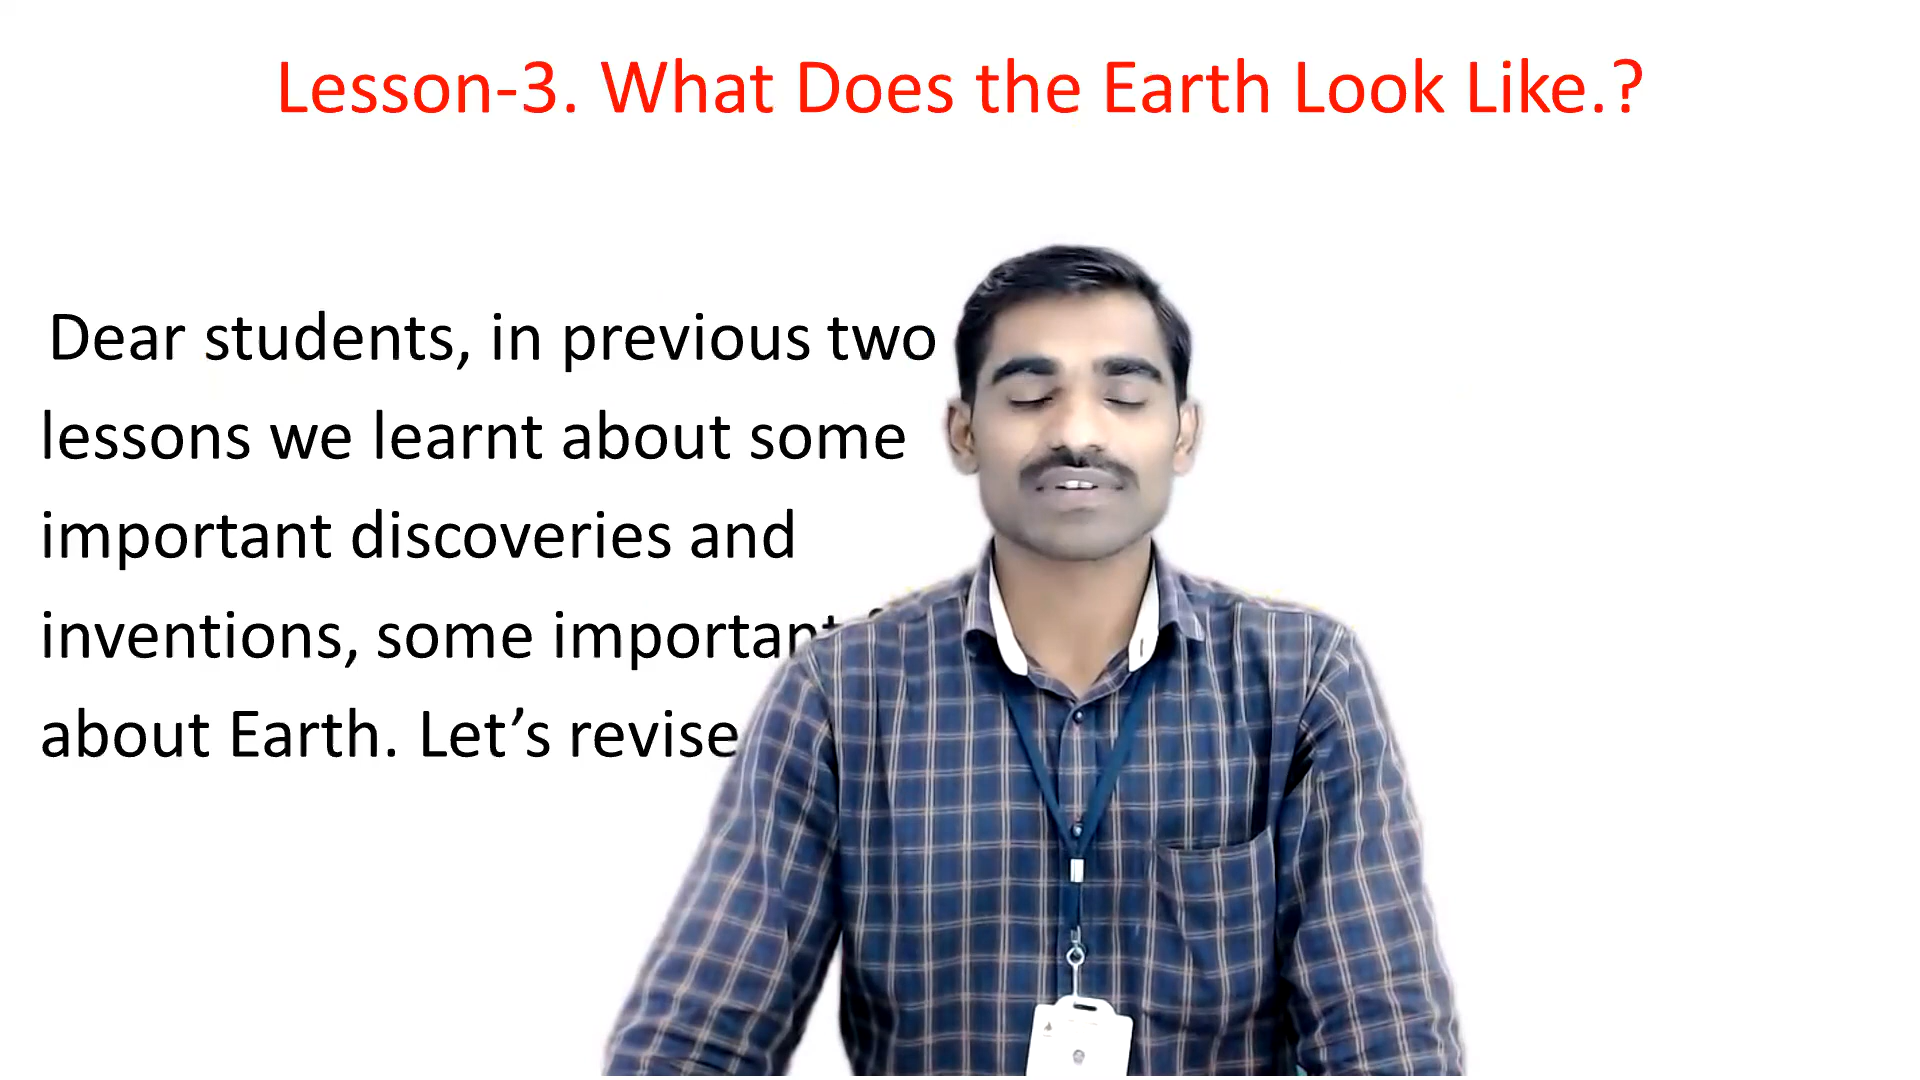 Lesson-3. What Does the Earth Look Like.?
Dear students, in previous two
lessons we learnt about some
important discoveries and
inventions, some important
about Earth. Let’s revise